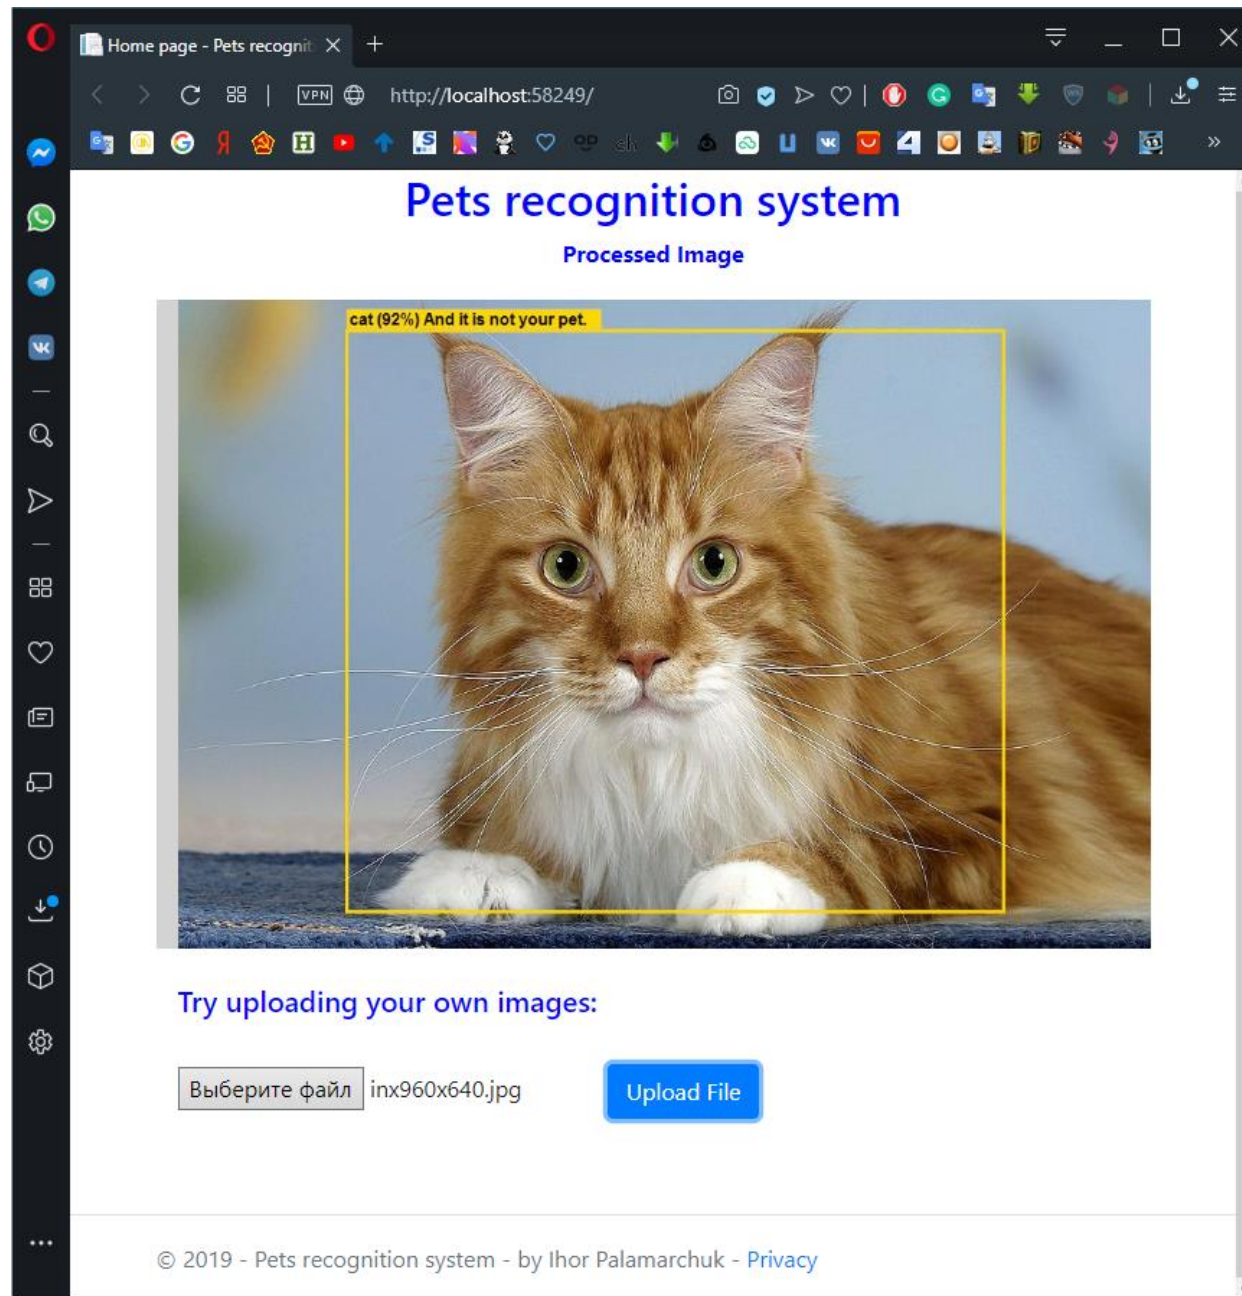 Home page - Pets recognit
VPN http://localhost:58249/
Pets recognition system
Processed Image
cat (92%) And it is not your pet.
Try uploading your own images:
Выберите файл inx960x640.jpg Upload File
© 2019 - Pets recognition system - by Ihor Palamarchuk - Privacy